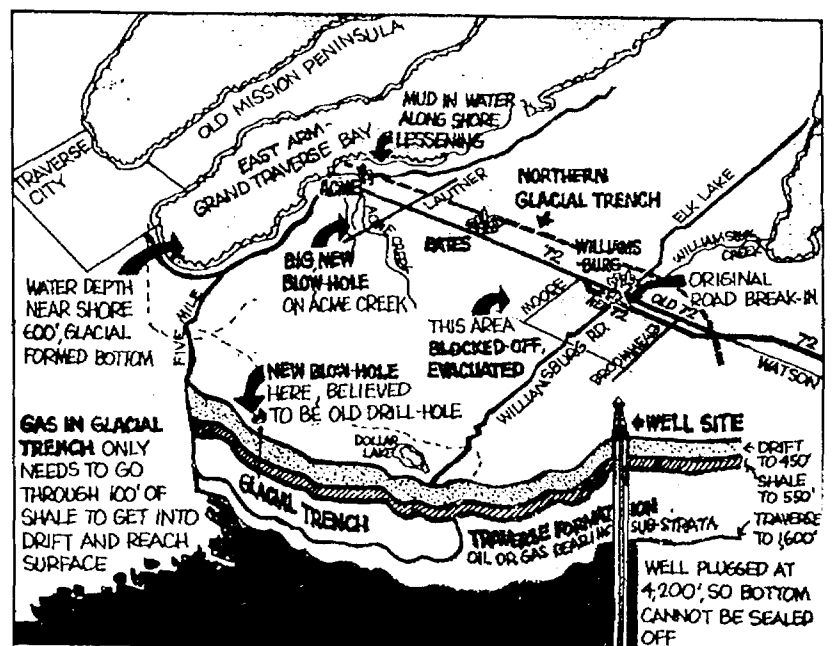 OLD MISSION PENINSULA
TRAVERSE
CITY
EAST ARM-
GRAND TRAVERSE BAY
MUD IN WATER
ALONG SHORE
LESSENING
ACME
LAUTNER
ACME CREEK
NORTHERN
GLACIAL TRENCH
ELK LAKE
BATES
72
WILLIAMS-
BURG
WILLIAMSBURG
CREEK
BIG, NEW
BLOW-HOLE
ON ACME CREEK
WATER DEPTH
NEAR SHORE
600', GLACIAL
FORMED BOTTOM
FIVE MILE
MOOSE
ORIGINAL
ROAD BREAK-IN
OLD 72
72
72
WATSON
THIS AREA
BLOCKED-OFF,
EVACUATED
WILLIAMSBURG RD.
BROOMHEAD
NEW BLOW-HOLE
HERE, BELIEVED
TO BE OLD DRILL-HOLE
DOLLAR
LAKE
WELL SITE
GAS IN GLACIAL
TRENCH ONLY
NEEDS TO GO
THROUGH 100' OF
SHALE TO GET INTO
DRIFT AND REACH
SURFACE
GLACIAL TRENCH
TRAVERSE FORMATION
OIL OR GAS BEARING SUB-STRATA
DRIFT
TO 450'
SHALE
TO 550'
TRAVERSE
TO 1,600'
WELL PLUGGED AT
4,200', SO BOTTOM
CANNOT BE SEALED
OFF